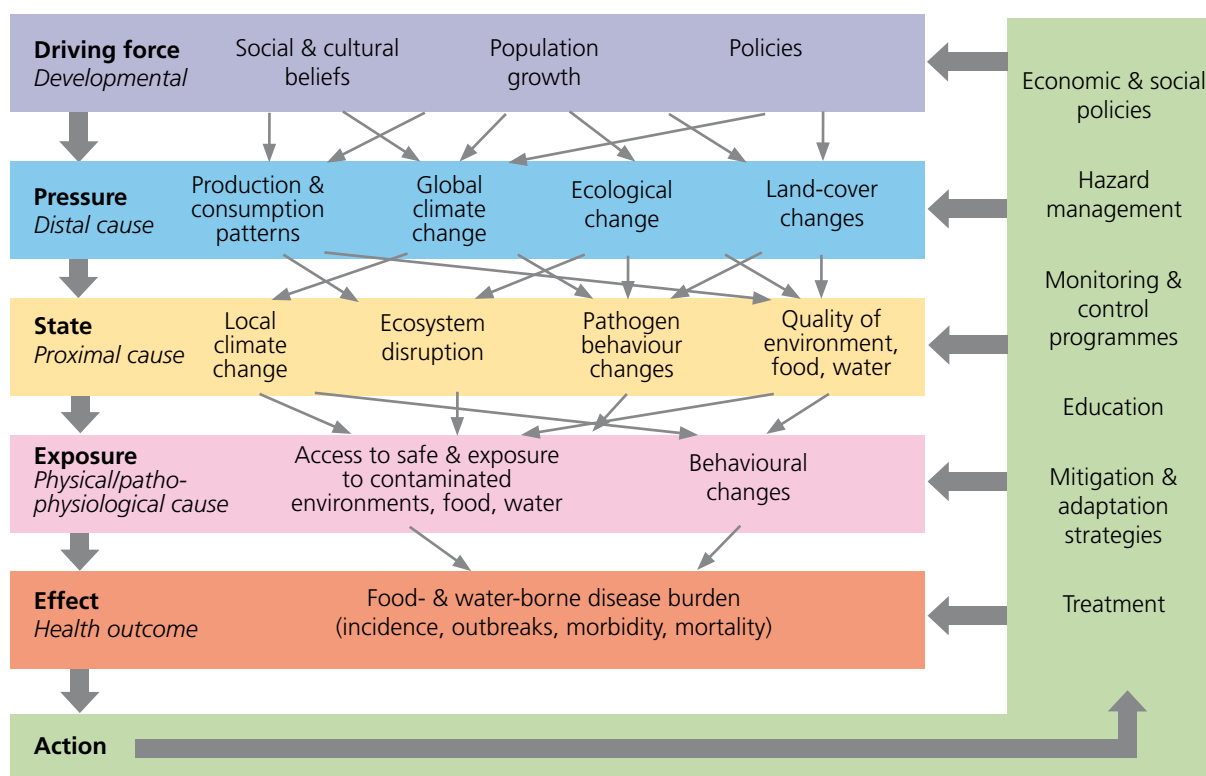 Driving force
Developmental
Social & cultural
beliefs
Population
growth
Policies
Pressure
Distal cause
Production &
consumption
patterns
Global
climate
change
Ecological
change
Land-cover
changes
State
Proximal cause
Local
climate
change
Ecosystem
disruption
Pathogen
behaviour
changes
Quality of
environment,
food, water
Exposure
Physical/patho-
physiological cause
Access to safe & exposure
to contaminated
environments, food, water
Behavioural
changes
Effect
Health outcome
Food- & water-borne disease burden
(incidence, outbreaks, morbidity, mortality)
Action
Economic & social
policies
Hazard
management
Monitoring &
control
programmes
Education
Mitigation &
adaptation
strategies
Treatment